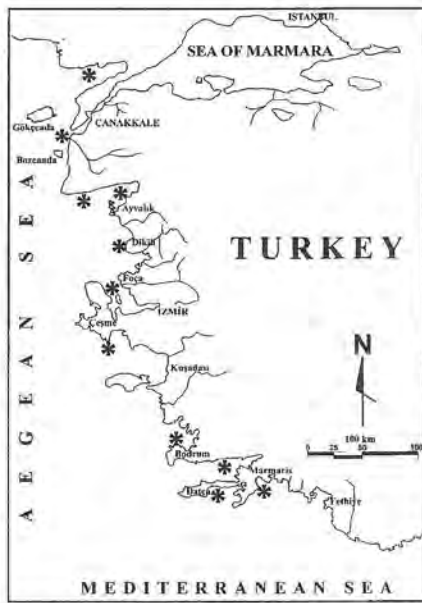 ISTANBUL
SEA OF MARMARA
ÇANAKKALE
Gökçeada
Bozcaada
Ayvalık
Dikili
TURKEY
Foça
İZMİR
Çeşme
N
Kuşadası
100 km
0 25 50 100
Bodrum
Marmaris
Datça
Fethiye
AEGEAN SEA
MEDITERRANEAN SEA